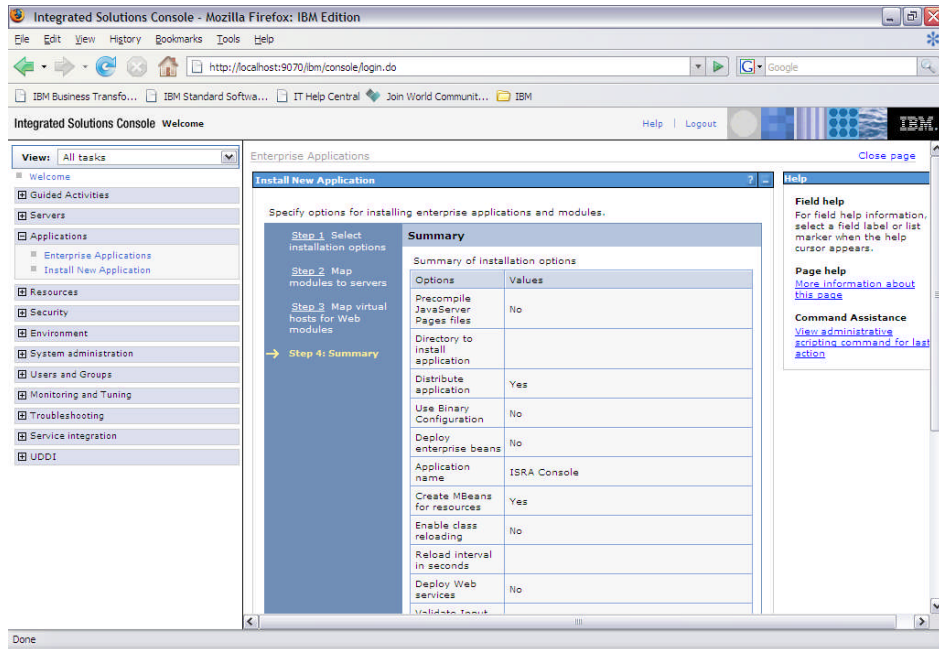 Integrated Solutions Console - Mozilla Firefox: IBM Edition
File Edit View History Bookmarks Tools Help
http://localhost:9070/ibm/console/login.do
G Google
IBM Business Transfo... IBM Standard Softwa... IT Help Central Join World Communit... IBM
Integrated Solutions Console Welcome
Help | Logout
IBM.
View: All tasks
Welcome
Guided Activities
Servers
Applications
Enterprise Applications
Install New Application
Resources
Security
Environment
System administration
Users and Groups
Monitoring and Tuning
Troubleshooting
Service integration
UDDI
Enterprise Applications
Close page
Install New Application
? -
Specify options for installing enterprise applications and modules.
Step 1 Select
installation options
Step 2 Map
modules to servers
Step 3 Map virtual
hosts for Web
modules
Step 4: Summary
Summary
Summary of installation options
Options Values
Precompile
JavaServer
Pages files
No
Directory to
install
application
Distribute
application
Yes
Use Binary
Configuration
No
Deploy
enterprise beans
No
Application
name
ISRA Console
Create MBeans
for resources
Yes
Enable class
reloading
No
Reload interval
in seconds
Deploy Web
services
No
Validate Input
Help
Field help
For field help information,
select a field label or list
marker when the help
cursor appears.
Page help
More information about
this page
Command Assistance
View administrative
scripting command for last
action
Done